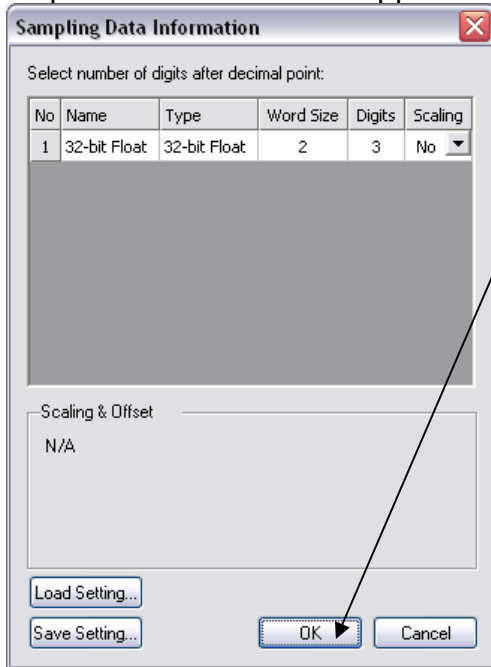 Sampling Data Information
Select number of digits after decimal point:
No Name Type Word Size Digits Scaling
1 32-bit Float 32-bit Float 2 3 No
Scaling & Offset
N/A
Load Setting...
Save Setting... OK Cancel